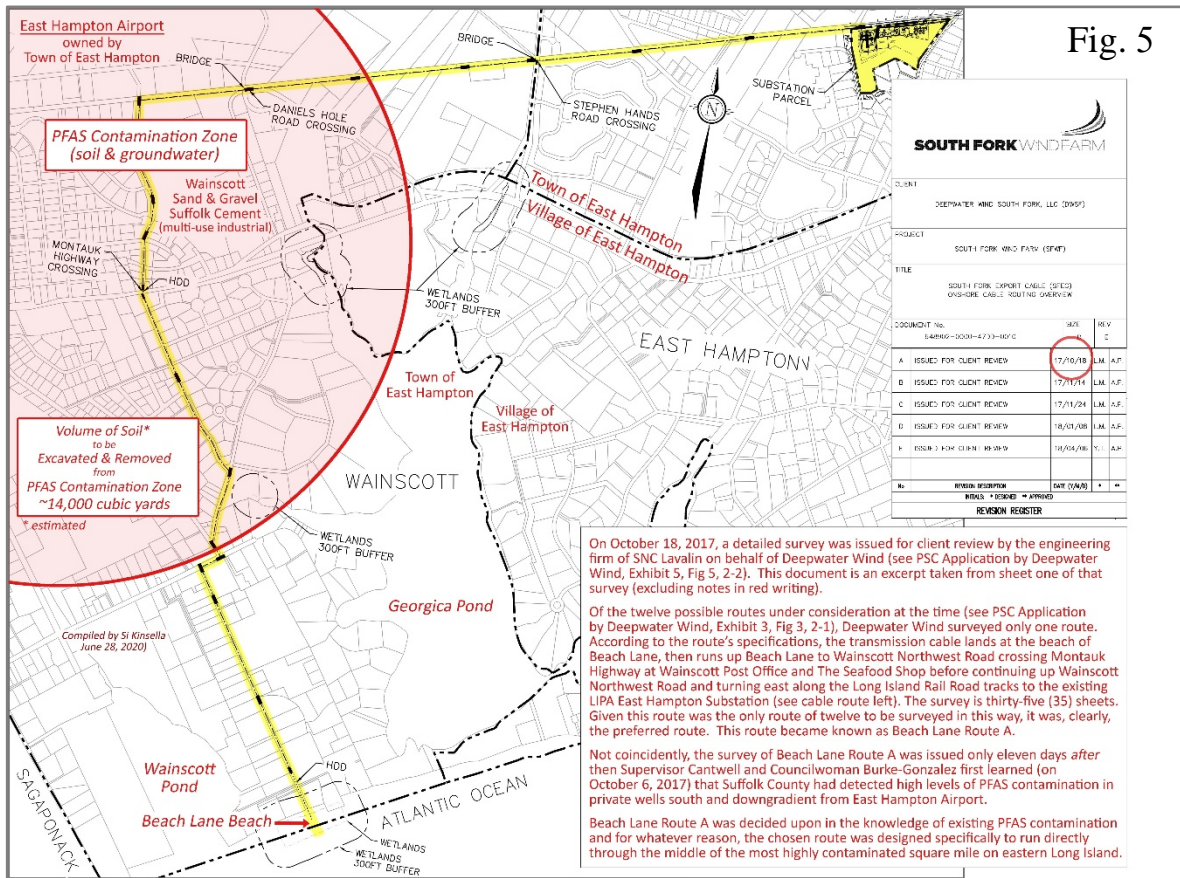 Fig. 5
East Hampton Airport
owned by
Town of East Hampton
BRIDGE
DANIELS HOLE
ROAD CROSSING
BRIDGE
STEPHEN HANDS
ROAD CROSSING
SUBSTATION
PARCEL
N
PFAS Contamination Zone
(soil & groundwater)
Wainscott
Sand & Gravel
Suffolk Cement
(multi-use industrial)
MONTAUK
HIGHWAY
CROSSING
HDD
Town of East Hampton
Village of East Hampton
WETLANDS
300FT BUFFER
EAST HAMPTONN
Town of
East Hampton
Village of
East Hampton
Volume of Soil*
to be
Excavated & Removed
from
PFAS Contamination Zone
~14,000 cubic yards
* estimated
WAINSCOTT
WETLANDS
300FT BUFFER
Georgica Pond
Compiled by Si Kinsella
June 28, 2020)
Wainscott
Pond
HDD
SAGAPONACK
ATLANTIC OCEAN
Beach Lane Beach
WETLANDS
WETLANDS
300FT BUFFER
SOUTH FORK WIND FARM
CLIENT
DEEPWATER WIND SOUTH FORK, LLC (DWSF)
PROJECT
SOUTH FORK WIND FARM (SFWF)
TITLE
SOUTH FORK EXPORT CABLE (SFEC)
ONSHORE CABLE ROUTING OVERVIEW
DOCUMENT No. SIZE REV
A ISSUED FOR CLIENT REVIEW 17/10/18 L.M. A.F.
B ISSUED FOR CLIENT REVIEW 17/11/14 L.M. A.F.
C ISSUED FOR CLIENT REVIEW 17/11/24 L.M. A.F.
D ISSUED FOR CLIENT REVIEW 18/01/08 L.M. A.F.
ISSUED FOR CLIENT REVIEW A.F.
No REVISION DESCRIPTION DATE (Y/M/D) * **
INITIALS: * DESIGNED ** APPROVED
REVISION REGISTER
On October 18, 2017, a detailed survey was issued for client review by the engineering
firm of SNC Lavalin on behalf of Deepwater Wind (see PSC Application by Deepwater
Wind, Exhibit 5, Fig 5, 2-2). This document is an excerpt taken from sheet one of that
survey (excluding notes in red writing).
Of the twelve possible routes under consideration at the time (see PSC Application
by Deepwater Wind, Exhibit 3, Fig 3, 2-1), Deepwater Wind surveyed only one route.
According to the route's specifications, the transmission cable lands at the beach of
Beach Lane, then runs up Beach Lane to Wainscott Northwest Road crossing Montauk
Highway at Wainscott Post Office and The Seafood Shop before continuing up Wainscott
Northwest Road and turning east along the Long Island Rail Road tracks to the existing
LIPA East Hampton Substation (see cable route left). The survey is thirty-five (35) sheets.
Given this route was the only route of twelve to be surveyed in this way, it was, clearly,
the preferred route. This route became known as Beach Lane Route A.
Not coincidently, the survey of Beach Lane Route A was issued only eleven days after
then Supervisor Cantwell and Councilwoman Burke-Gonzalez first learned (on
October 6, 2017) that Suffolk County had detected high levels of PFAS contamination in
private wells south and downgradient from East Hampton Airport.
Beach Lane Route A was decided upon in the knowledge of existing PFAS contamination
and for whatever reason, the chosen route was designed specifically to run directly
through the middle of the most highly contaminated square mile on eastern Long Island.